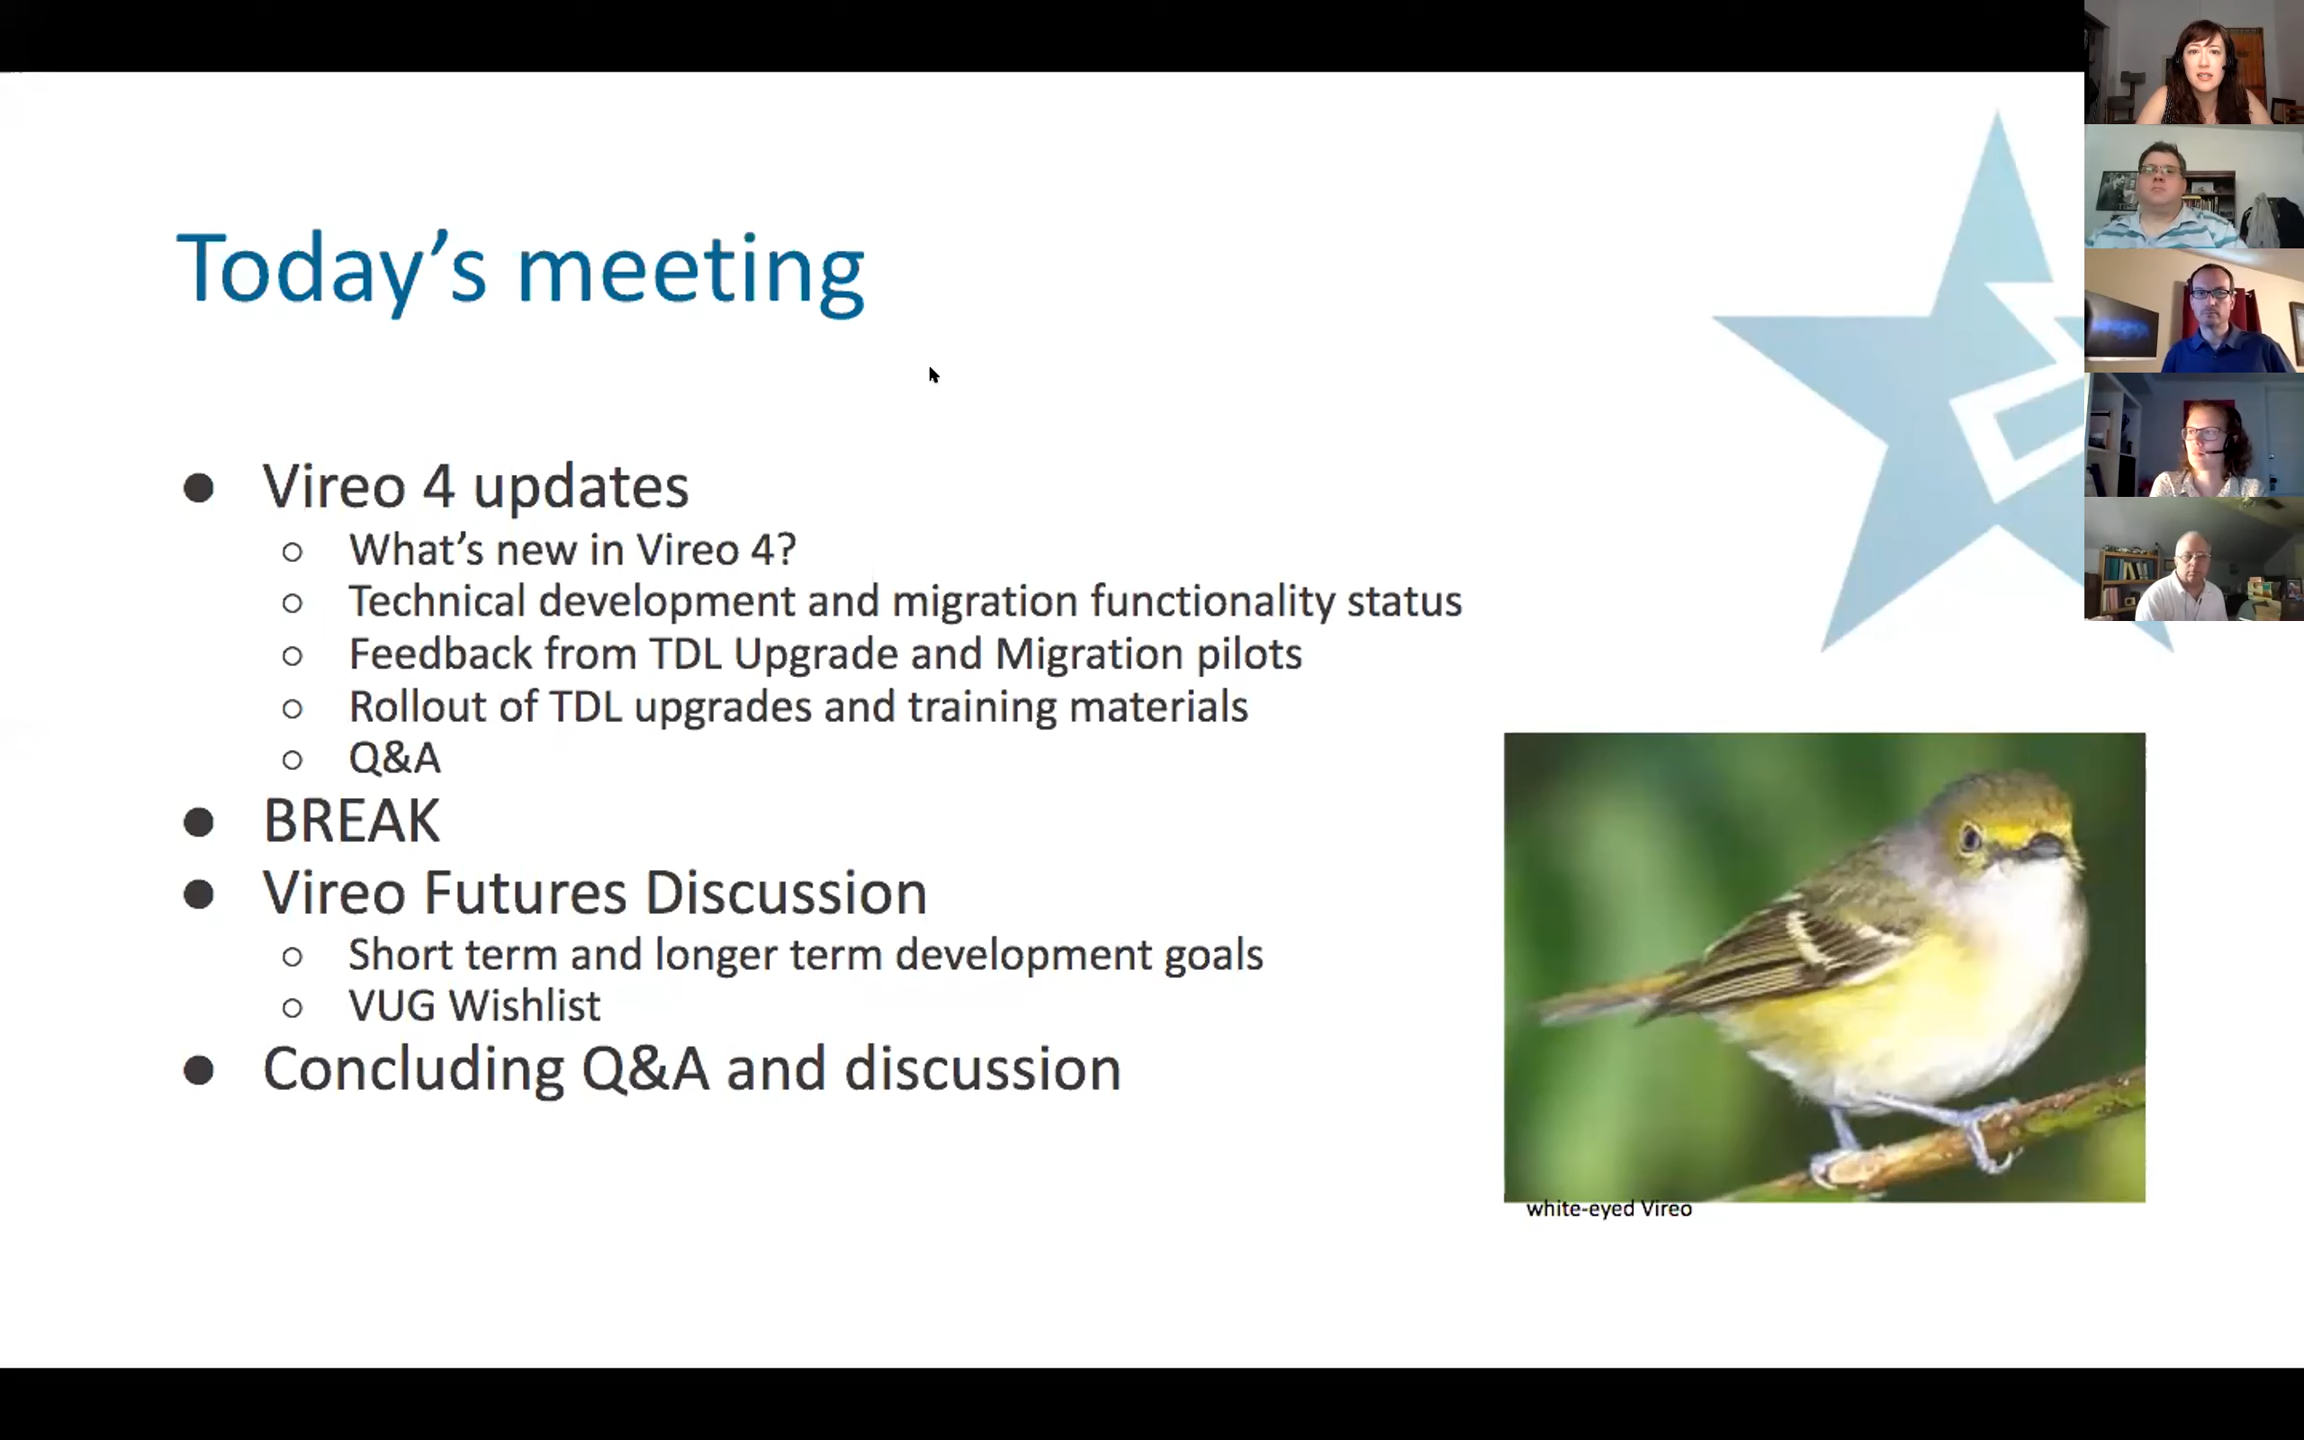 Today’s meeting
● Vireo 4 updates
○ What’s new in Vireo 4?
○ Technical development and migration functionality status
○ Feedback from TDL Upgrade and Migration pilots
○ Rollout of TDL upgrades and training materials
○ Q&A
● BREAK
● Vireo Futures Discussion
○ Short term and longer term development goals
○ VUG Wishlist
● Concluding Q&A and discussion
white-eyed Vireo